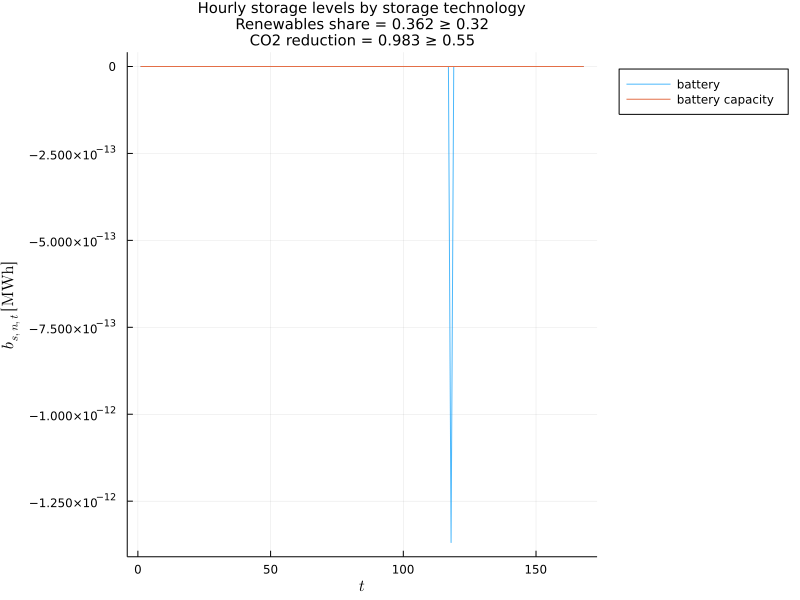 Hourly storage levels by storage technology
Renewables share = 0.362 ≥ 0.32
CO2 reduction = 0.983 ≥ 0.55
battery
battery capacity
0
−2.500×10⁻¹³
−5.000×10⁻¹³
−7.500×10⁻¹³
−1.000×10⁻¹²
−1.250×10⁻¹²
b_{s,n,t} [MWh]
0 50 100 150
t